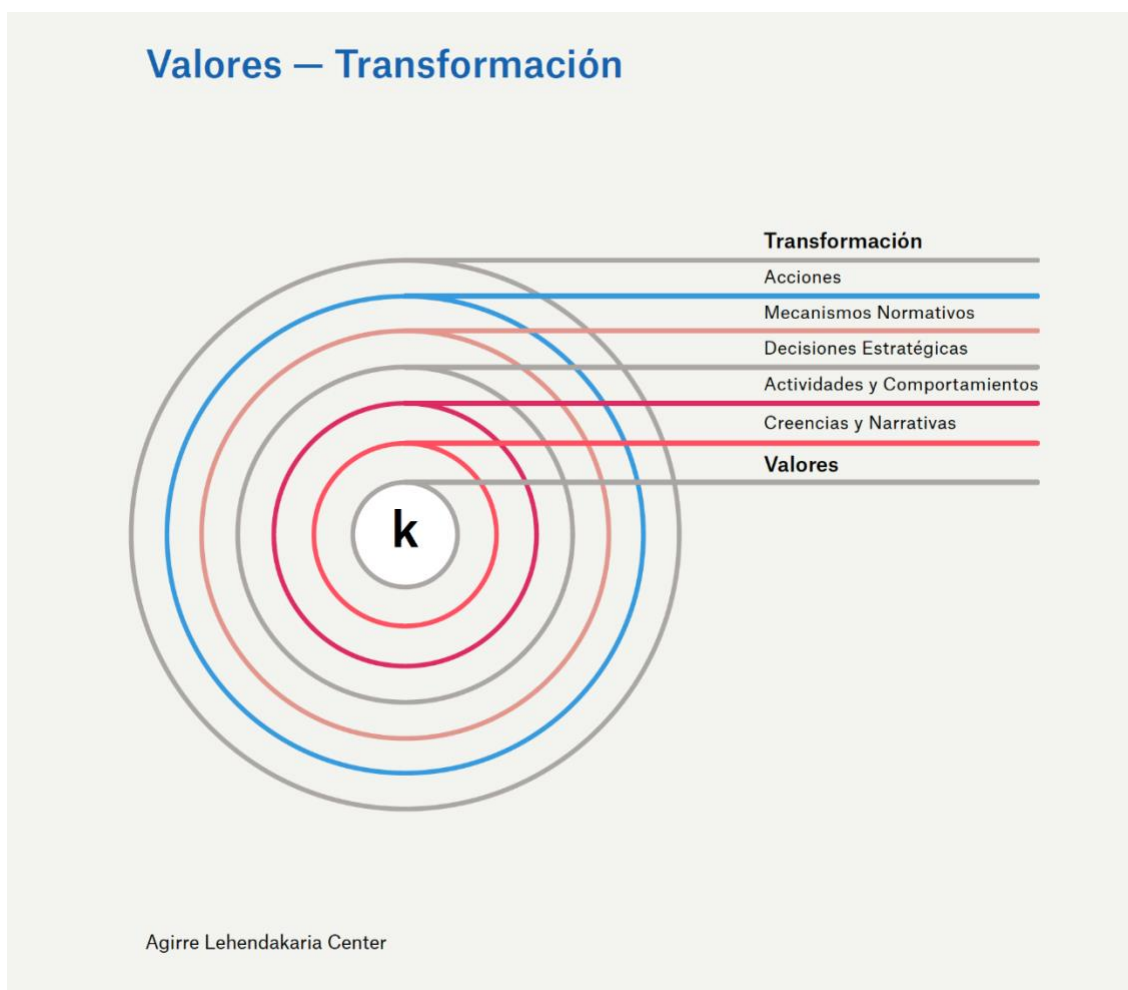 Valores — Transformación
Transformación
Acciones
Mecanismos Normativos
Decisiones Estratégicas
Actividades y Comportamientos
Creencias y Narrativas
Valores
k
Agirre Lehendakaria Center